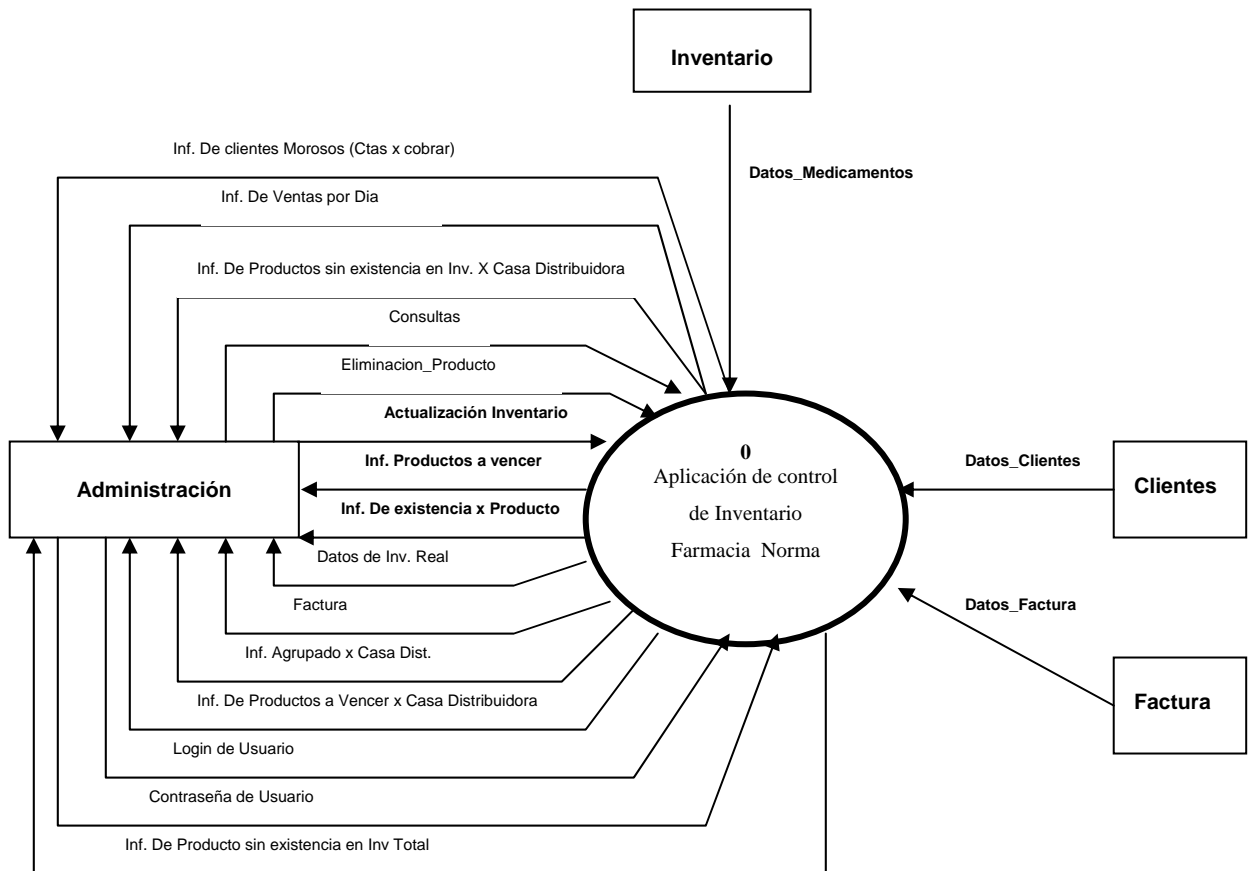 Inventario
Inf. De clientes Morosos (Ctas x cobrar)
Datos_Medicamentos
Inf. De Ventas por Dia
Inf. De Productos sin existencia en Inv. X Casa Distribuidora
Consultas
Eliminacion_Producto
Actualización Inventario
Administración
Inf. Productos a vencer
Inf. De existencia x Producto
Datos de Inv. Real
Factura
Inf. Agrupado x Casa Dist.
Inf. De Productos a Vencer x Casa Distribuidora
Login de Usuario
Contraseña de Usuario
Inf. De Producto sin existencia en Inv Total
0
Aplicación de control
de Inventario
Farmacia Norma
Datos_Clientes
Clientes
Datos_Factura
Factura